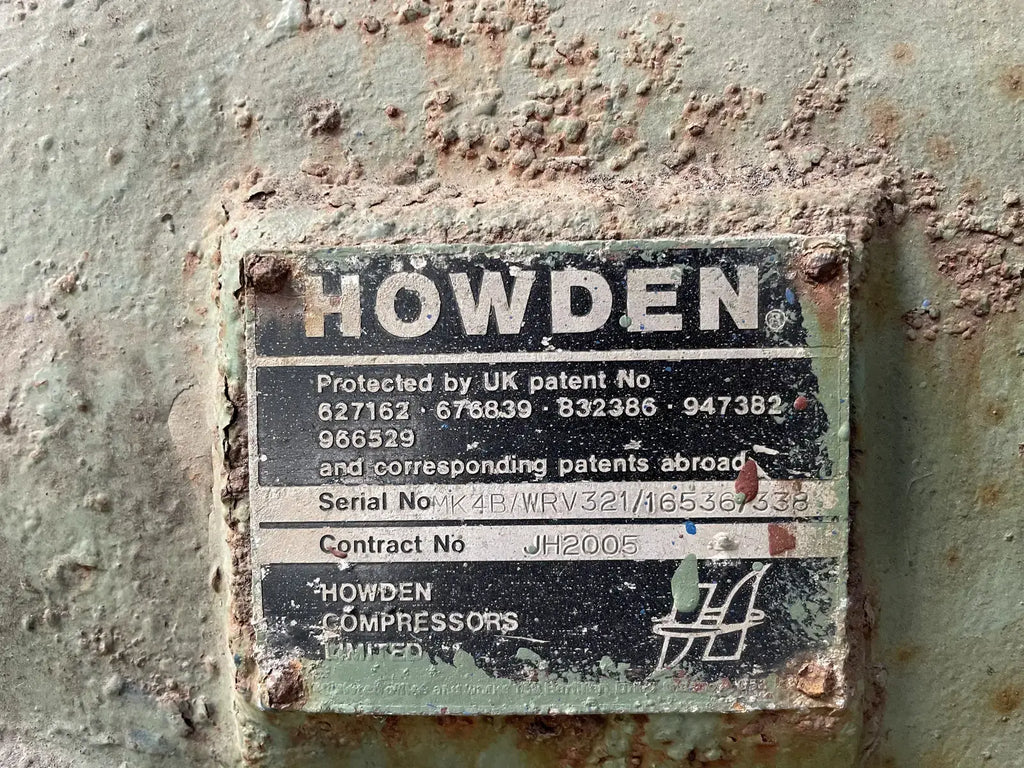 HOWDEN ®
Protected by UK patent No
627162 · 676839 · 832386 · 947382
966529
and corresponding patents abroad
Serial No MK4B/WRV321/16536/338
Contract No JH2005
HOWDEN
COMPRESSORS
LIMITED